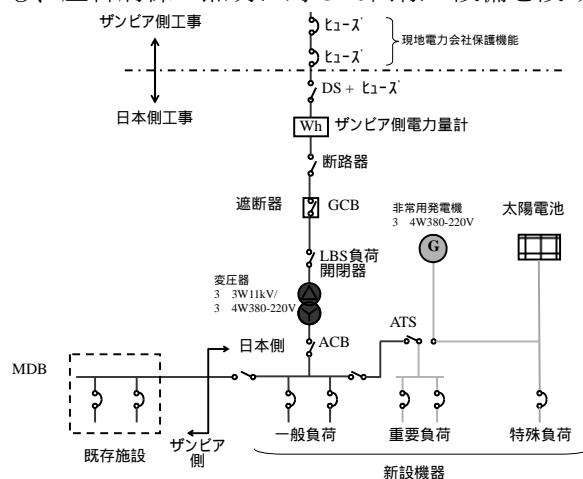 ザンビア側工事
ヒューズ
現地電力会社保護機能
ヒューズ
DS + ヒューズ
日本側工事
Wh
ザンビア側電力量計
断路器
遮断器
GCB
非常用発電機
3 4W380-220V
太陽電池
G
LBS負荷
開閉器
変圧器
3 3W11kV/
3 4W380-220V
ATS
日本側
ACB
MDB
ザンビア
側
一般負荷
重要負荷
特殊負荷
既存施設
新設機器